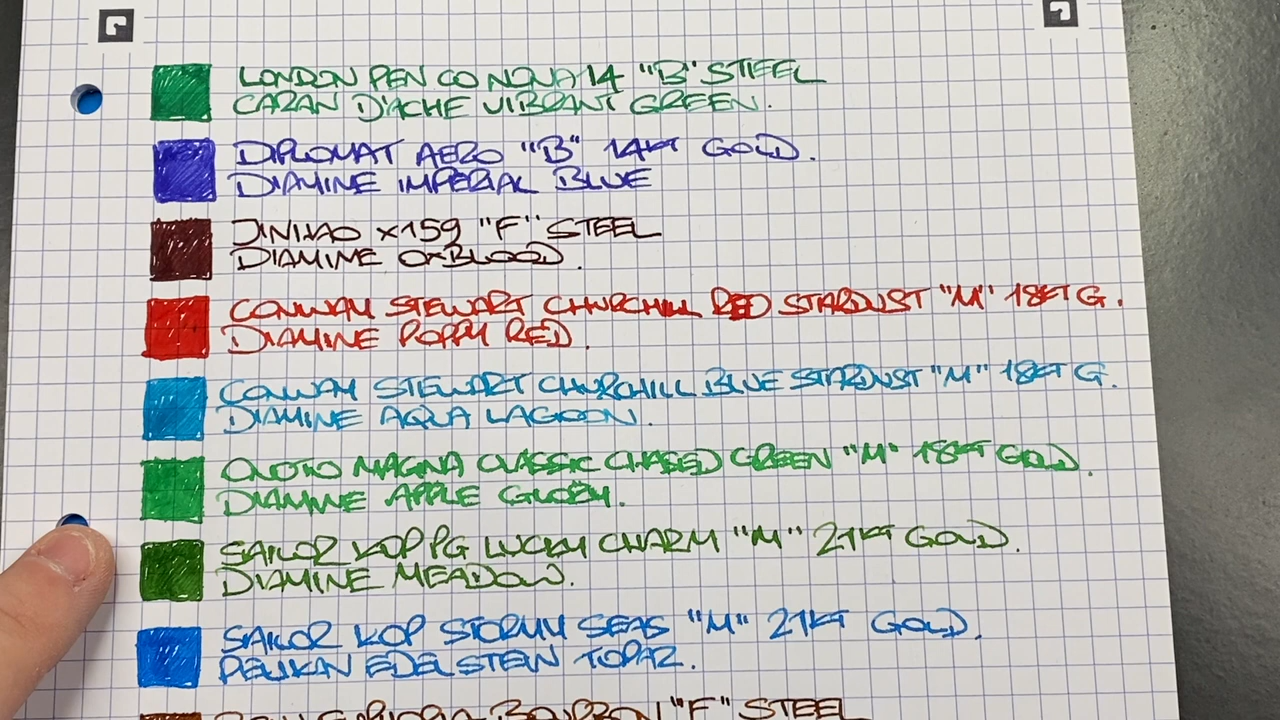 LONDON PEN CO NOVA 14 "B" STEEL
CARAN D'ACHE VIBRANT GREEN.
DIPLOMAT AERO "B" 14KT GOLD.
DIAMINE IMPERIAL BLUE
JINHAO X159 "F" STEEL
DIAMINE OXBLOOD.
CONWAY STEWART CHURCHILL RED STARDUST "M" 18KT G.
DIAMINE POPPY RED.
CONWAY STEWART CHURCHILL BLUE STARDUST "M" 18KT G.
DIAMINE AQUA LAGOON.
ONOTO MAGNA CLASSIC CHASED GREEN "M" 18KT GOLD.
DIAMINE APPLE GLORY.
SAILOR KOP PG LUCKY CHARM "M" 21KT GOLD.
DIAMINE MEADOW.
SAILOR KOP STORMY SEAS "M" 21KT GOLD.
PELIKAN EDELSTEIN TOPAZ.
BOURBON "F" STEEL